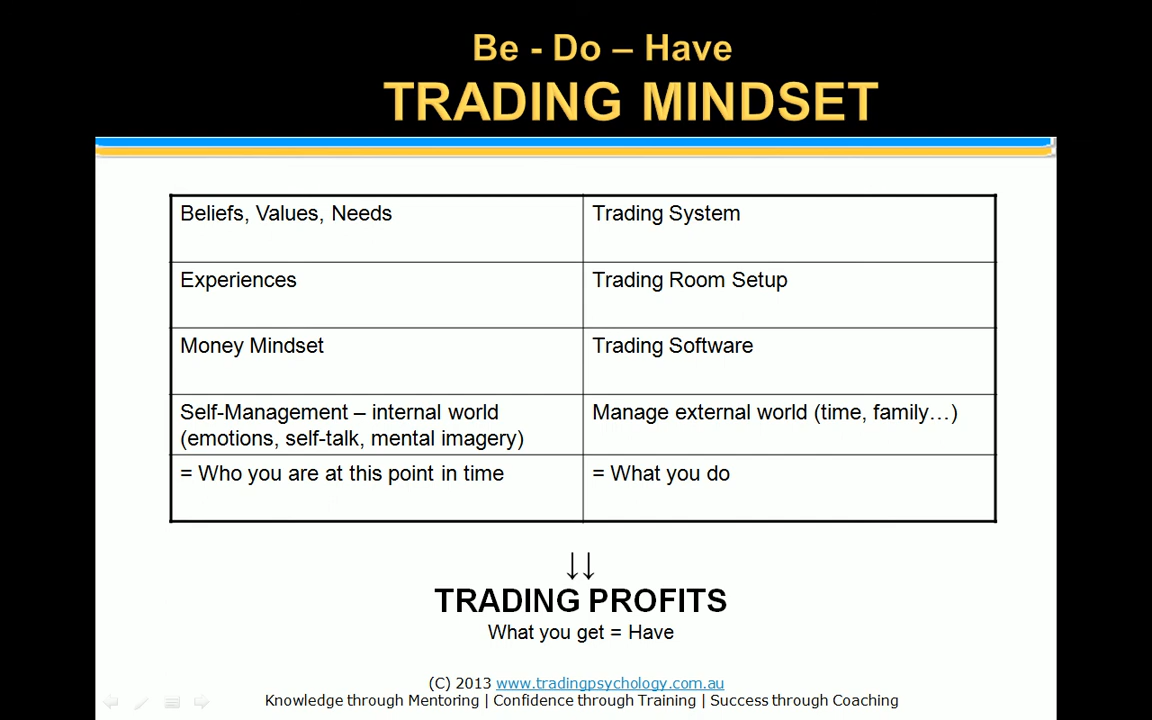 Be - Do – Have
TRADING MINDSET
Beliefs, Values, Needs
Trading System
Experiences
Trading Room Setup
Money Mindset
Trading Software
Self-Management – internal world
(emotions, self-talk, mental imagery)
Manage external world (time, family…)
= Who you are at this point in time
= What you do
↓↓
TRADING PROFITS
What you get = Have
(C) 2013 www.tradingpsychology.com.au
Knowledge through Mentoring | Confidence through Training | Success through Coaching